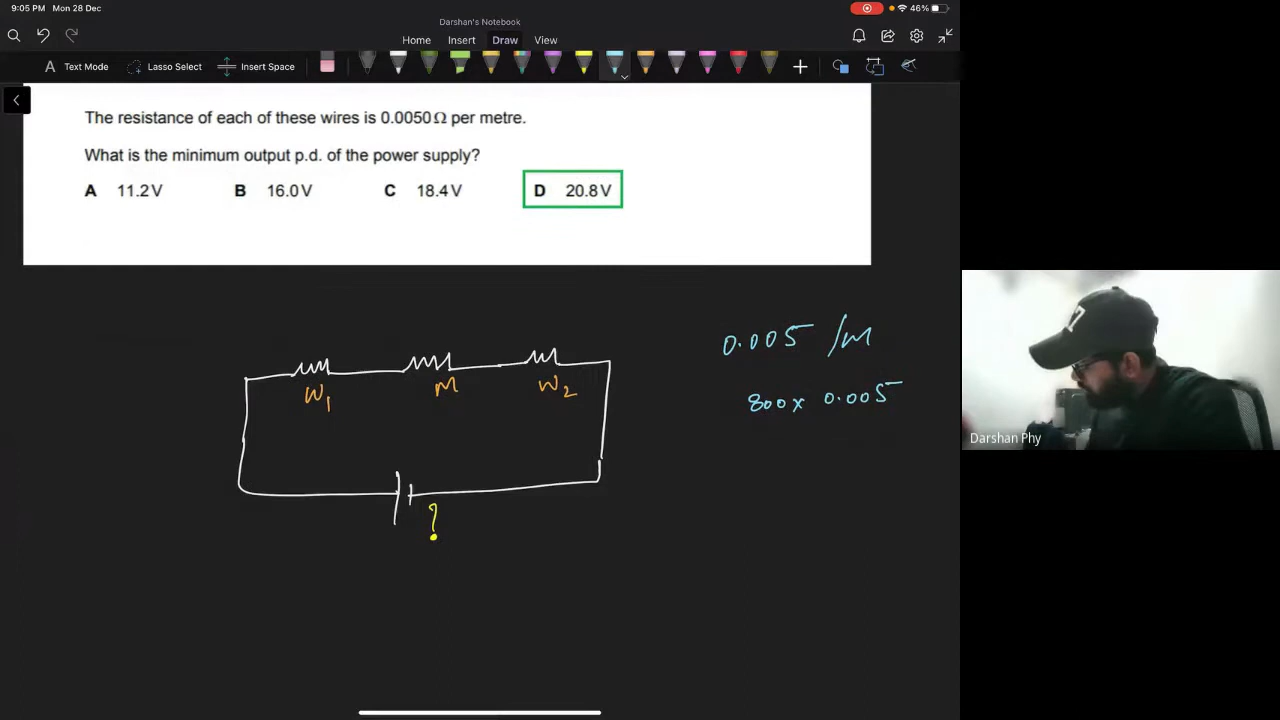 9:05 PM Mon 28 Dec
46%
Darshan's Notebook
Home Insert Draw View
Text Mode Lasso Select Insert Space
The resistance of each of these wires is 0.0050 Ω per metre.
What is the minimum output p.d. of the power supply?
A 11.2 V B 16.0 V C 18.4 V D 20.8 V
0.005 /m
W1 M W2
800 x 0.005
?
Darshan Phy